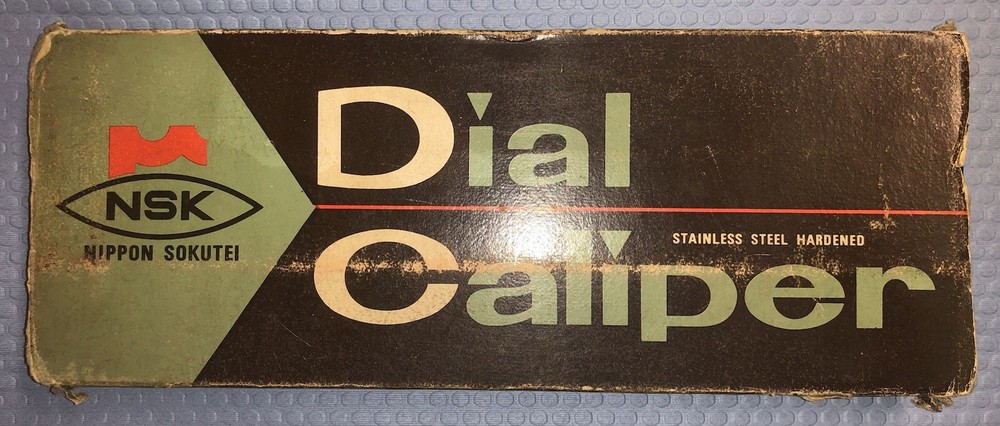 NSK
NIPPON SOKUTEI
Dial
Caliper
STAINLESS STEEL HARDENED